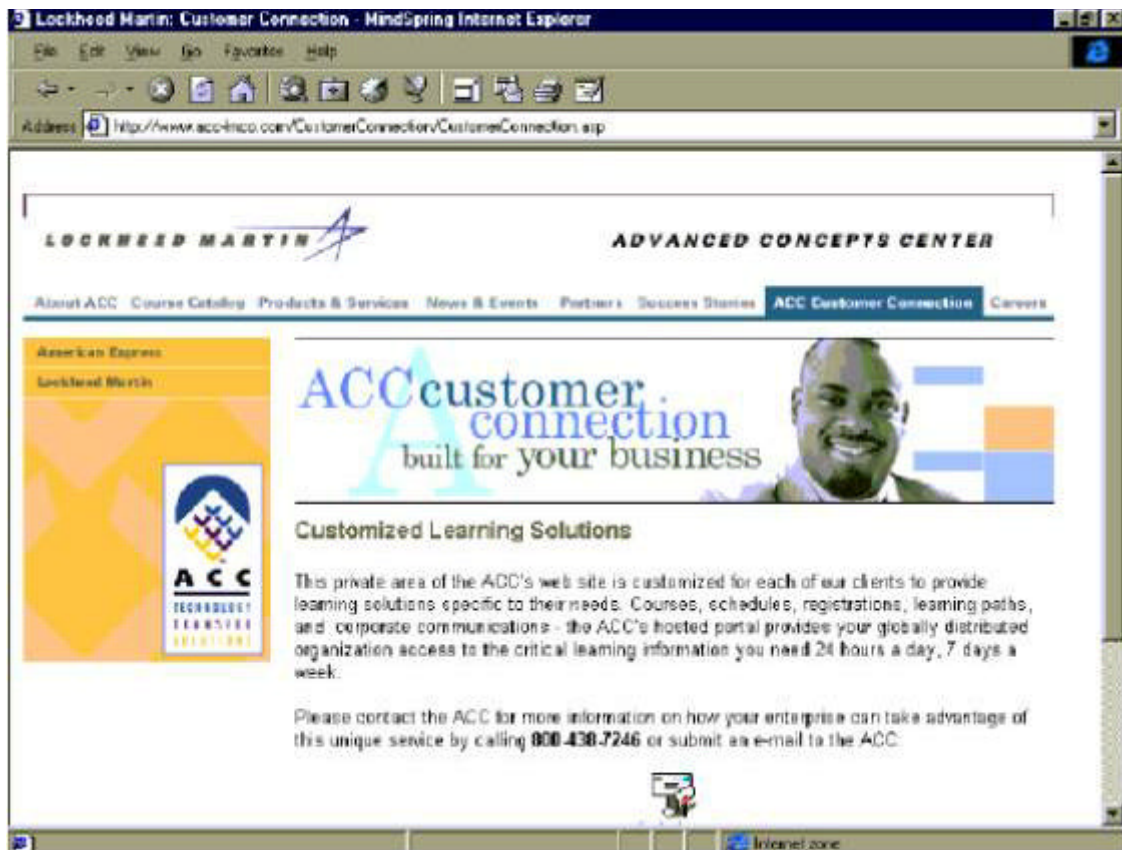 Lockheed Martin: Customer Connection - MindSpring Internet Explorer
File Edit View Go Favorites Help
Address http://www.acc-lmco.com/CustomerConnection/CustomerConnection.asp
LOCKHEED MARTIN
ADVANCED CONCEPTS CENTER
About ACC Course Catalog Products & Services News & Events Partners Success Stories ACC Customer Connection Careers
American Express
Lockheed Martin
ACC customer
connection
built for your business
ACC
TECHNOLOGY
TRANSFER
SOLUTIONS
Customized Learning Solutions
This private area of the ACC's web site is customized for each of our clients to provide
learning solutions specific to their needs. Courses, schedules, registrations, learning paths,
and corporate communications - the ACC's hosted portal provides your globally distributed
organization access to the critical learning information you need 24 hours a day, 7 days a
week.
Please contact the ACC for more information on how your enterprise can take advantage of
this unique service by calling 800-438-7246 or submit an e-mail to the ACC:
Internet zone